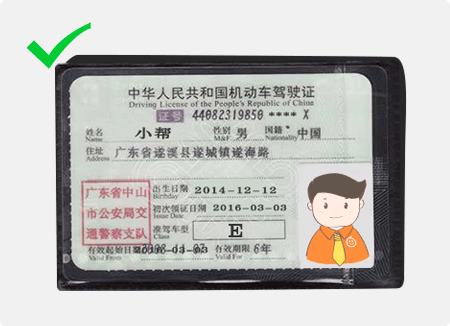 中华人民共和国机动车驾驶证
Driving License of the People's Republic of China
证号 44082319850 **** X
姓名 小帮 性别 男 国籍 中国
Name M&F Nationality
住址 广东省遂溪县遂城镇遂海路
Address
广东省中山
市公安局交
通警察支队
出生日期 2014-12-12
Birthday
初次领证日期 2016-03-03
Issue Date
准驾车型 E
Class
有效起始日期 有效期限 6年
Valid From Valid For